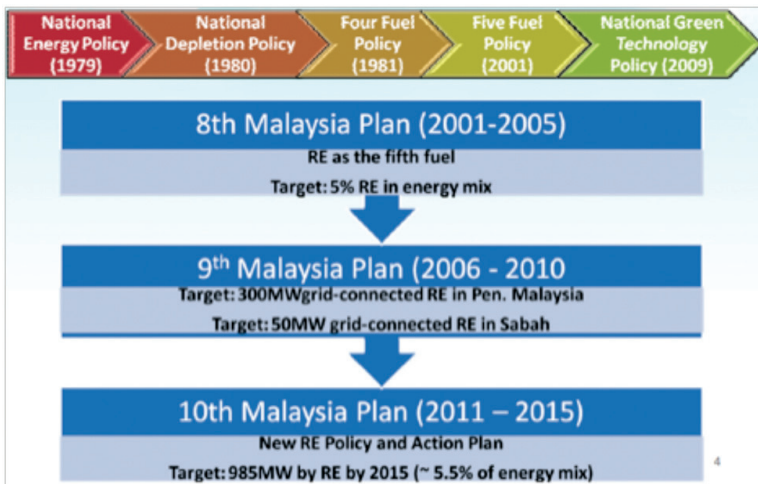 National
Energy Policy
(1979)
National
Depletion Policy
(1980)
Four Fuel
Policy
(1981)
Five Fuel
Policy
(2001)
National Green
Technology
Policy (2009)
8th Malaysia Plan (2001-2005)
RE as the fifth fuel
Target: 5% RE in energy mix
9th Malaysia Plan (2006 - 2010
Target: 300MWgrid-connected RE in Pen. Malaysia
Target: 50MW grid-connected RE in Sabah
10th Malaysia Plan (2011 – 2015)
New RE Policy and Action Plan
Target: 985MW by RE by 2015 (~ 5.5% of energy mix)
4